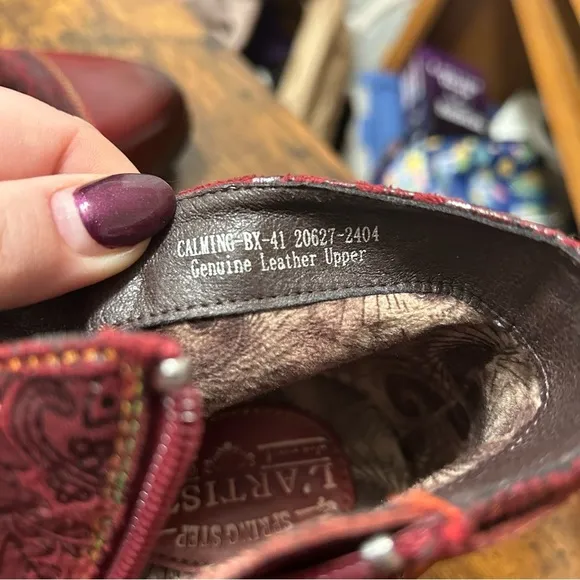 CALMING-BX-41 20627-2404
Genuine Leather Upper
L'ARTIS
SPRING STEP